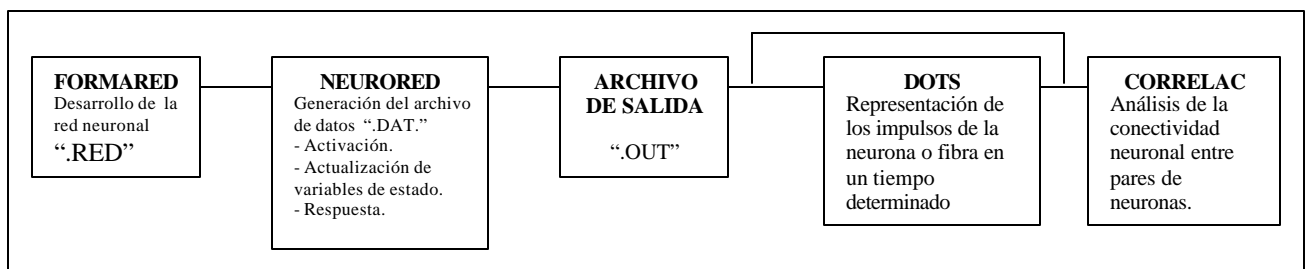 FORMARED
Desarrollo de la
red neuronal
“.RED”
NEURORED
Generación del archivo
de datos “.DAT.”
- Activación.
- Actualización de
variables de estado.
- Respuesta.
ARCHIVO
DE SALIDA
“.OUT”
DOTS
Representación de
los impulsos de la
neurona o fibra en
un tiempo
determinado
CORRELAC
Análisis de la
conectividad
neuronal entre
pares de
neuronas.